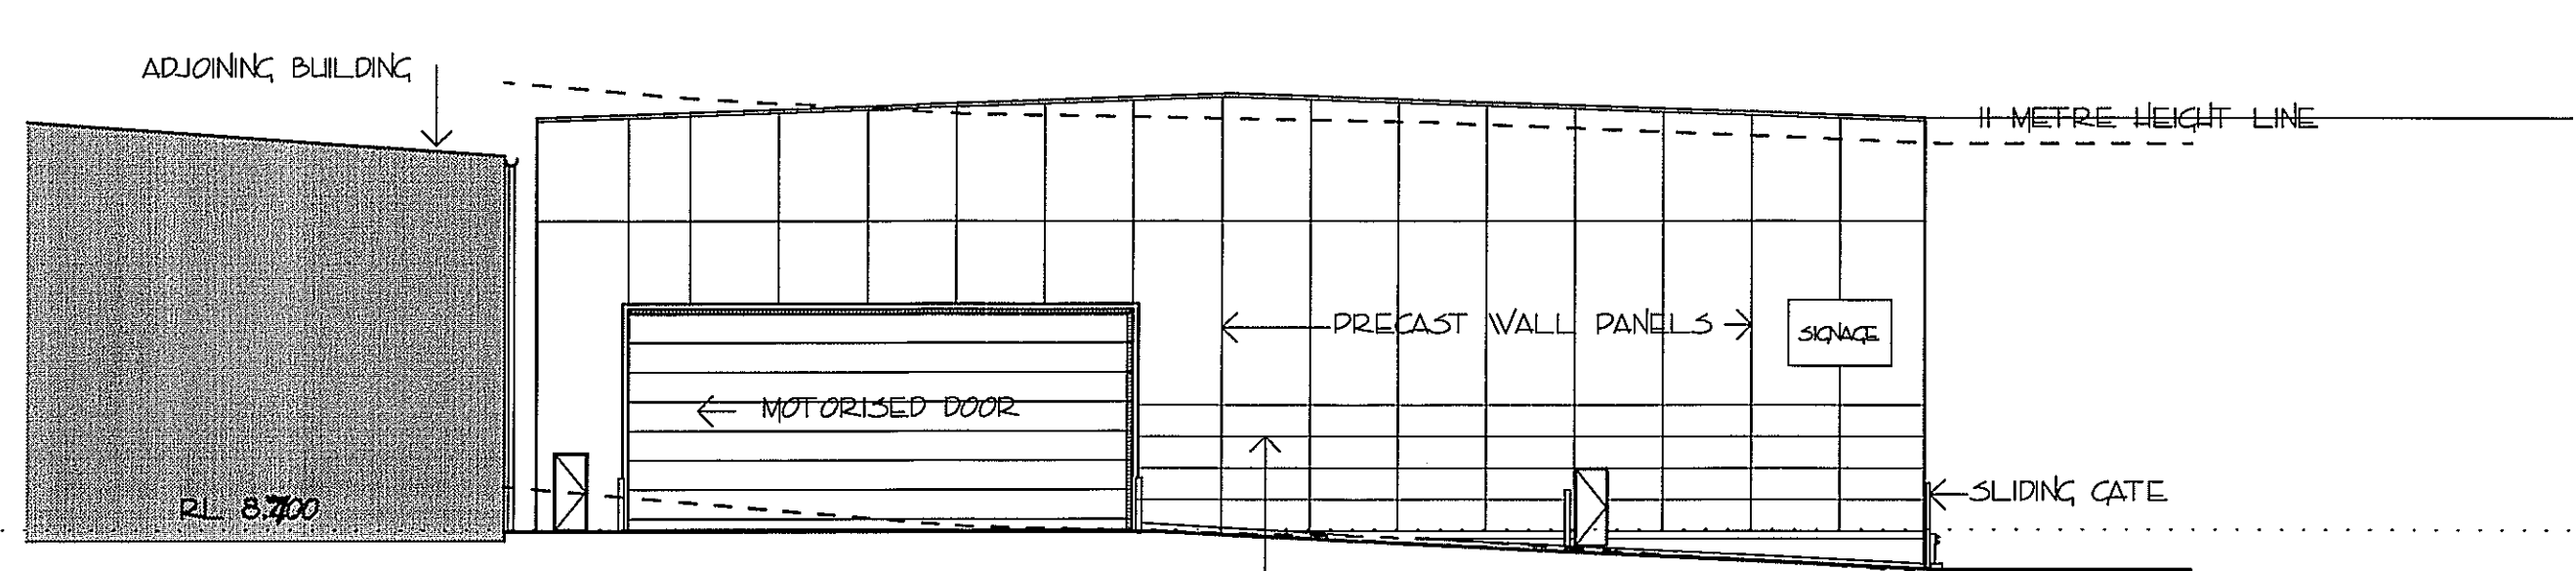 ADJOINING BUILDING
11 METRE HEIGHT LINE
PRECAST WALL PANELS
SIGNAGE
MOTORISED DOOR
SLIDING GATE
RL 8.700